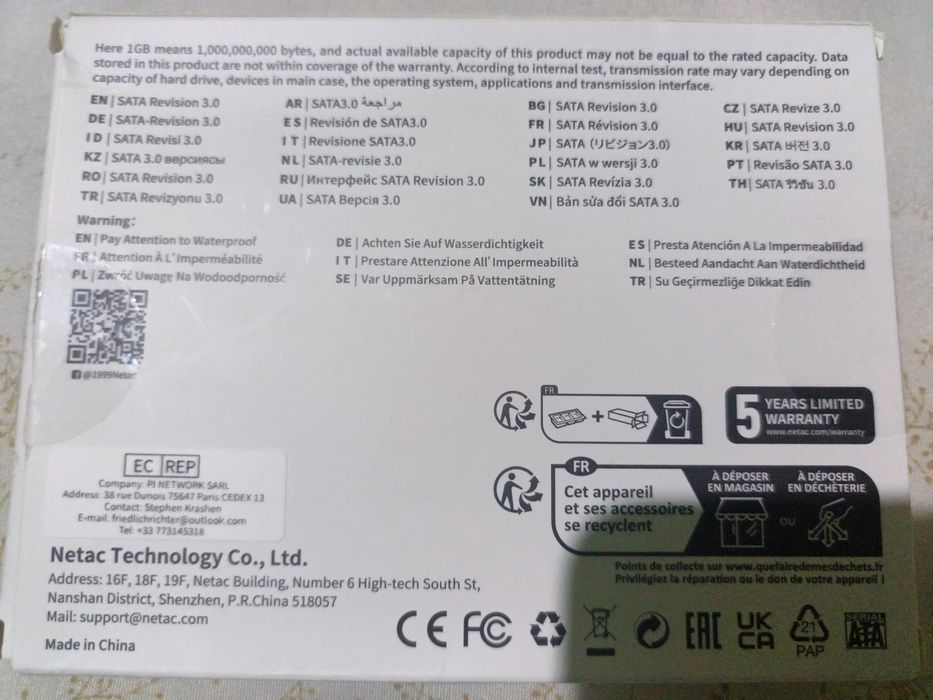 Here 1GB means 1,000,000,000 bytes, and actual available capacity of this product may not be equal to the rated capacity. Data
stored in this product are not within coverage of the warranty. According to internal test, transmission rate may vary depending on
capacity of hard drive, devices in main case, the operating system, applications and transmission interface.
EN | SATA Revision 3.0
DE | SATA-Revision 3.0
ID | SATA Revisi 3.0
KZ | SATA 3.0 версиясы
RO | SATA Revision 3.0
TR | SATA Revizyonu 3.0
AR | SATA3.0 مراجعة
ES | Revisión de SATA3.0
IT | Revisione SATA3.0
NL | SATA-revisie 3.0
RU | Интерфейс SATA Revision 3.0
UA | SATA Версія 3.0
BG | SATA Revision 3.0
FR | SATA Révision 3.0
JP | SATA (リビジョン3.0)
PL | SATA w wersji 3.0
SK | SATA Revízia 3.0
VN | Bản sửa đổi SATA 3.0
CZ | SATA Revize 3.0
HU | SATA Revision 3.0
KR | SATA 버전 3.0
PT | Revisão SATA 3.0
TH | SATA 3.0
Warning:
EN | Pay Attention to Waterproof
FR | Attention À L' Imperméabilité
PL | Zwróć Uwagę Na Wodoodporność
DE | Achten Sie Auf Wasserdichtigkeit
IT | Prestare Attenzione All' Impermeabilità
SE | Var Uppmärksam På Vattentätning
ES | Presta Atención A La Impermeabilidad
NL | Besteed Aandacht Aan Waterdichtheid
TR | Su Geçirmezliğe Dikkat Edin
@1999Netac
FR
+
5 YEARS LIMITED
WARRANTY
www.netac.com/warranty
EC REP
Company: PI NETWORK SARL
Address: 38 rue Dunois 75647 Paris CEDEX 13
Contact: Stephen Krashen
E-mail: friedlichrichter@outlook.com
Tel: +33 773145318
FR
Cet appareil
et ses accessoires
se recyclent
À DÉPOSER
EN MAGASIN
OU
À DÉPOSER
EN DÉCHÈTERIE
Points de collecte sur www.quefairedemesdechets.fr
Privilégiez la réparation ou le don de votre appareil !
Netac Technology Co., Ltd.
Address: 16F, 18F, 19F, Netac Building, Number 6 High-tech South St,
Nanshan District, Shenzhen, P.R.China 518057
Mail: support@netac.com
Made in China
CE FC EAC UK
CA
21
PAP
SERIAL
ATA